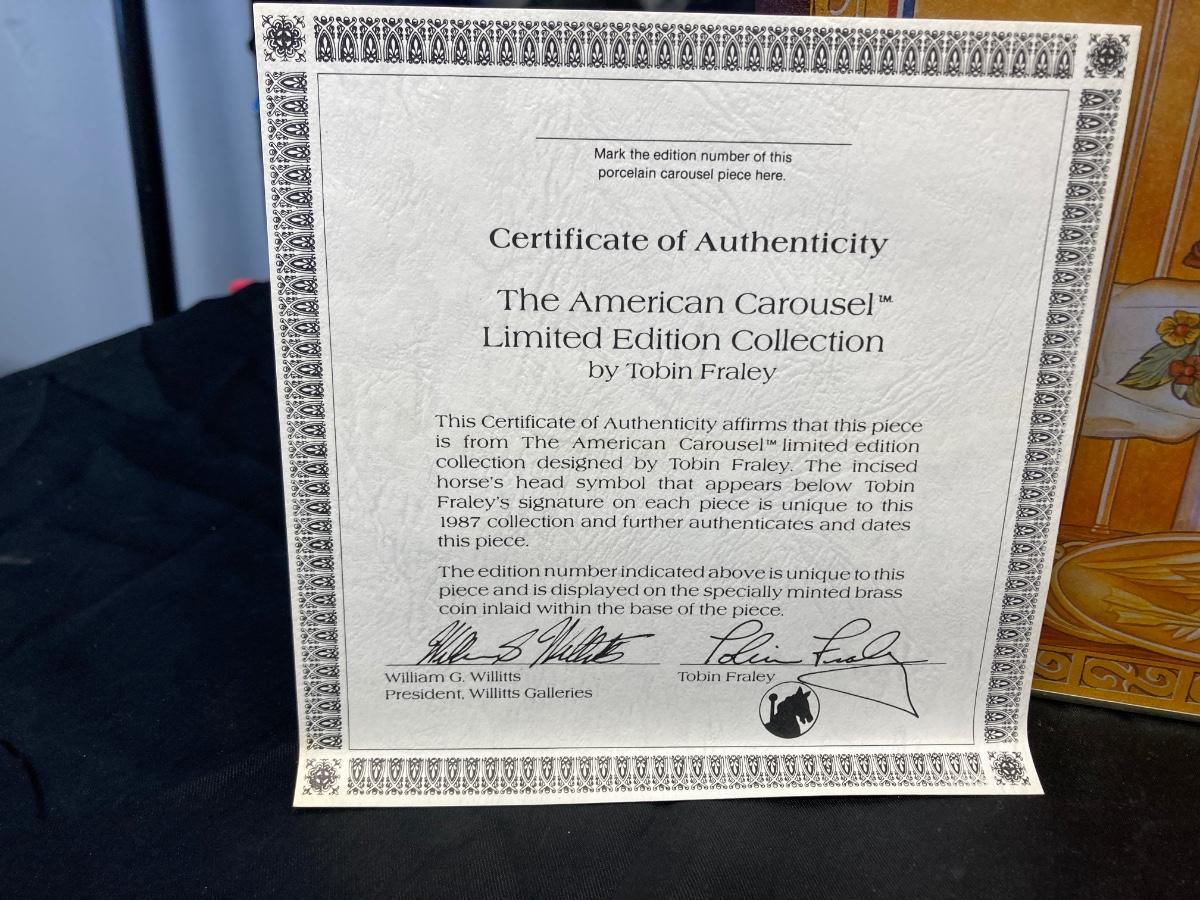 Mark the edition number of this
porcelain carousel piece here.
Certificate of Authenticity
The American Carousel™
Limited Edition Collection
by Tobin Fraley
This Certificate of Authenticity affirms that this piece
is from The American Carousel™ limited edition
collection designed by Tobin Fraley. The incised
horse's head symbol that appears below Tobin
Fraley's signature on each piece is unique to this
1987 collection and further authenticates and dates
this piece.
The edition number indicated above is unique to this
piece and is displayed on the specially minted brass
coin inlaid within the base of the piece.
William G. Willitts
Tobin Fraley
William G. Willitts
President, Willitts Galleries
Tobin Fraley